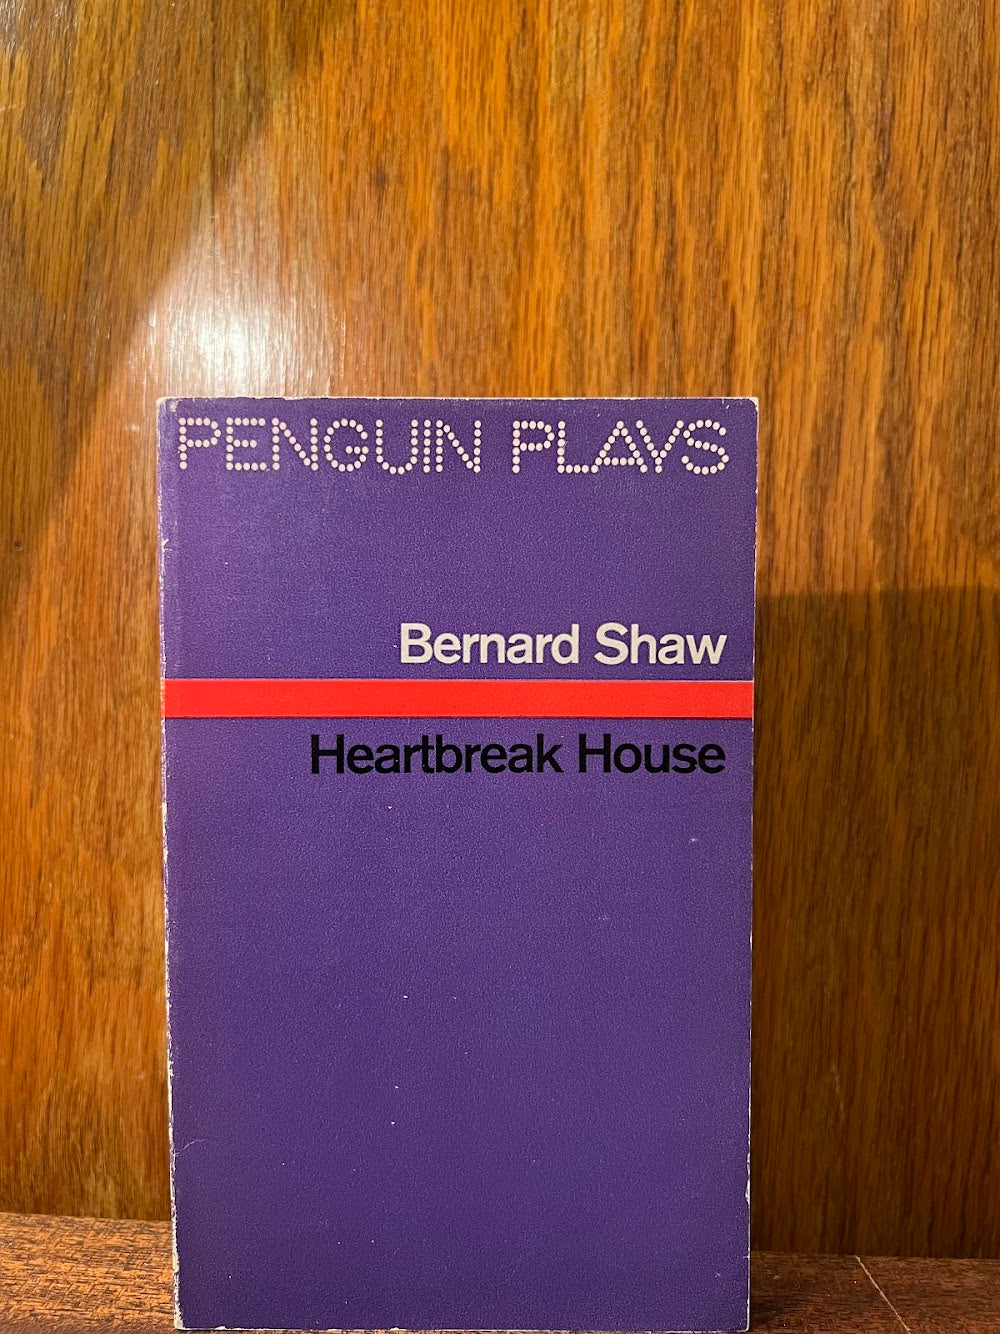 PENGUIN PLAYS
Bernard Shaw
Heartbreak House